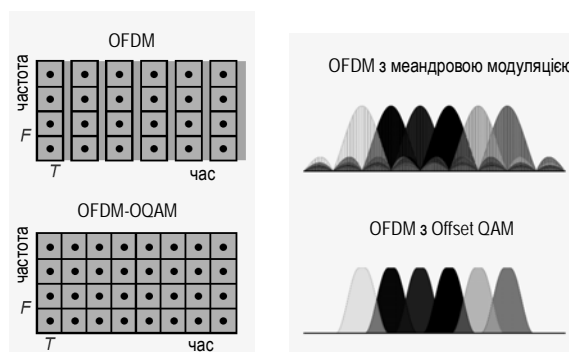 OFDM
частота
F
T
час
OFDM-OQAM
частота
F
T
час
OFDM з меандровою модуляцією
OFDM з Offset QAM